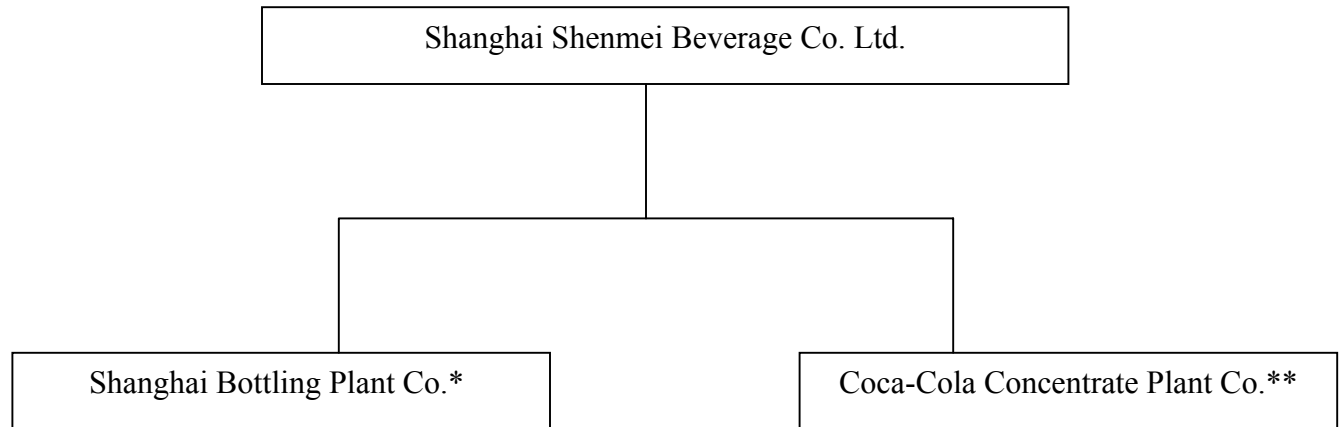 Shanghai Shenmei Beverage Co. Ltd.
Shanghai Bottling Plant Co.*
Coca-Cola Concentrate Plant Co.**